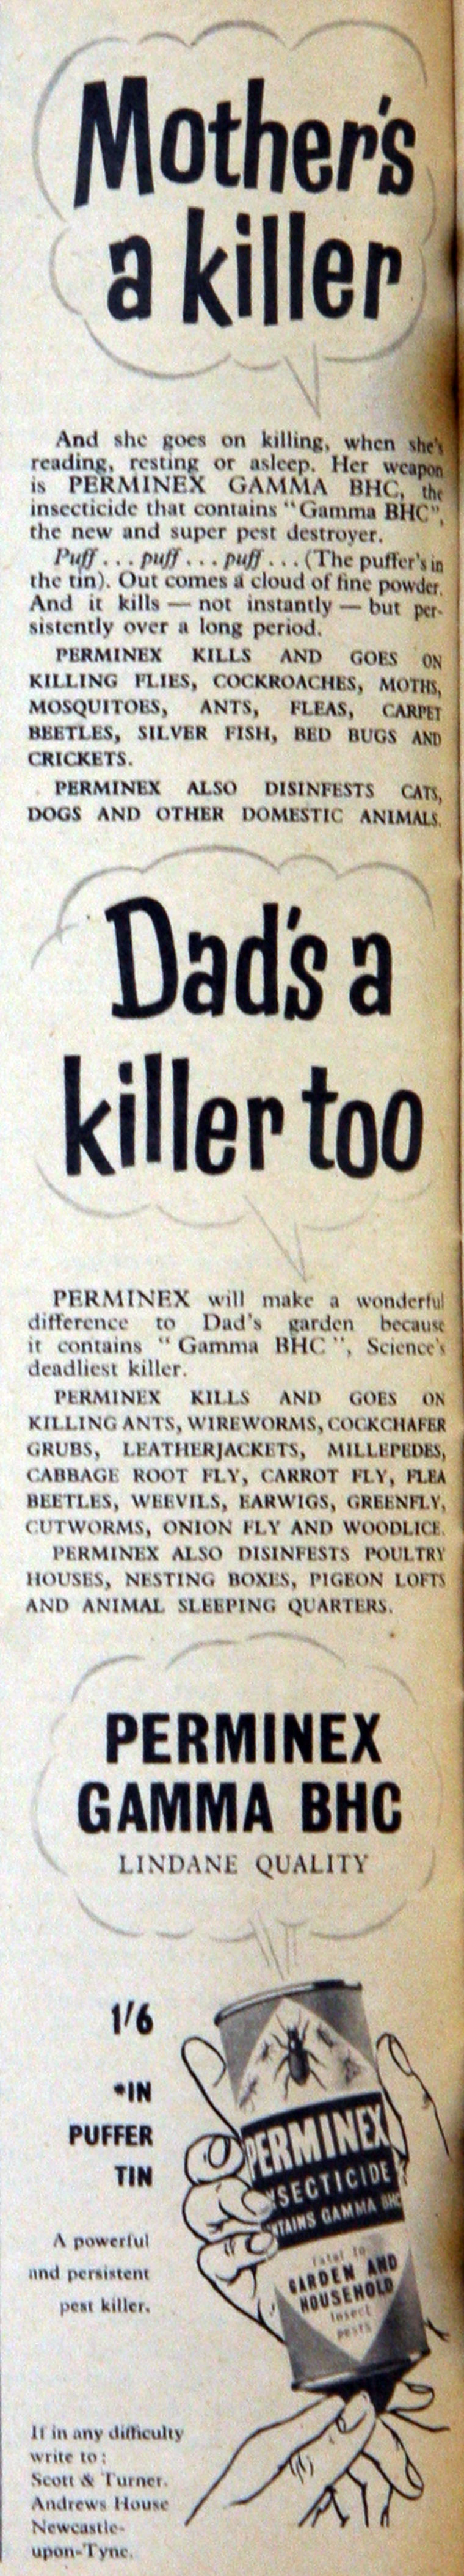 Mother's
a killer
And she goes on killing, when she's
reading, resting or asleep. Her weapon
is PERMINEX GAMMA BHC, the
insecticide that contains "Gamma BHC",
the new and super pest destroyer.
Puff . . . puff . . . puff . . . (The puffer's in
the tin). Out comes a cloud of fine powder.
And it kills — not instantly — but per-
sistently over a long period.
PERMINEX KILLS AND GOES ON
KILLING FLIES, COCKROACHES, MOTHS,
MOSQUITOES, ANTS, FLEAS, CARPET
BEETLES, SILVER FISH, BED BUGS AND
CRICKETS.
PERMINEX ALSO DISINFESTS CATS,
DOGS AND OTHER DOMESTIC ANIMALS.
Dad's a
killer too
PERMINEX will make a wonderful
difference to Dad's garden because
it contains "Gamma BHC", Science's
deadliest killer.
PERMINEX KILLS AND GOES ON
KILLING ANTS, WIREWORMS, COCKCHAFER
GRUBS, LEATHERJACKETS, MILLEPEDES,
CABBAGE ROOT FLY, CARROT FLY, FLEA
BEETLES, WEEVILS, EARWIGS, GREENFLY,
CUTWORMS, ONION FLY AND WOODLICE.
PERMINEX ALSO DISINFESTS POULTRY
HOUSES, NESTING BOXES, PIGEON LOFTS
AND ANIMAL SLEEPING QUARTERS.
PERMINEX
GAMMA BHC
LINDANE QUALITY
1'6
•IN
PUFFER
TIN
A powerful
and persistent
pest killer.
PERMINEX
NSECTICIDE
TAINS GAMMA BHC
Fatal to
GARDEN AND
HOUSEHOLD
Insect
pests
If in any difficulty
write to:
Scott & Turner.
Andrews House
Newcastle-
upon-Tyne.